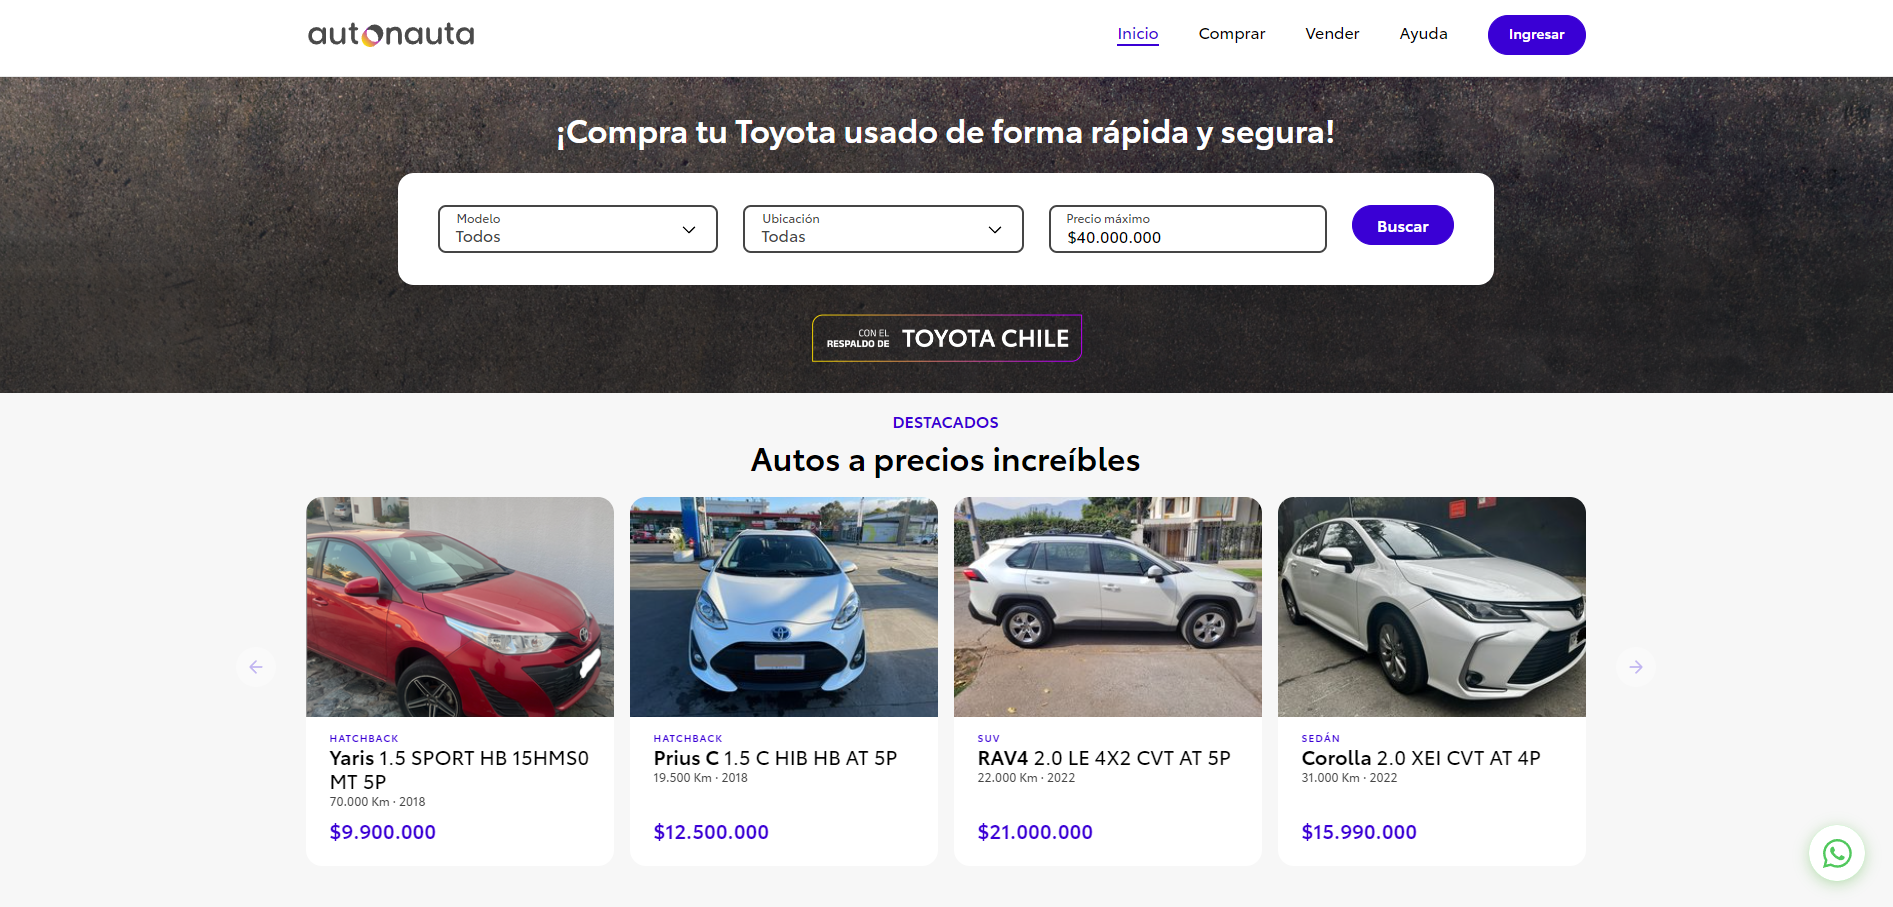 autonauta
Inicio
Comprar
Vender
Ayuda
Ingresar
¡Compra tu Toyota usado de forma rápida y segura!
Modelo
Todos
Ubicación
Todas
Precio máximo
$40.000.000
Buscar
CON EL
RESPALDO DE
TOYOTA CHILE
DESTACADOS
Autos a precios increíbles
HATCHBACK
Yaris 1.5 SPORT HB 15HMS0
MT 5P
70.000 Km · 2018
$9.900.000
HATCHBACK
Prius C 1.5 C HIB HB AT 5P
19.500 Km · 2018
$12.500.000
SUV
RAV4 2.0 LE 4X2 CVT AT 5P
22.000 Km · 2022
$21.000.000
SEDÁN
Corolla 2.0 XEI CVT AT 4P
31.000 Km · 2022
$15.990.000